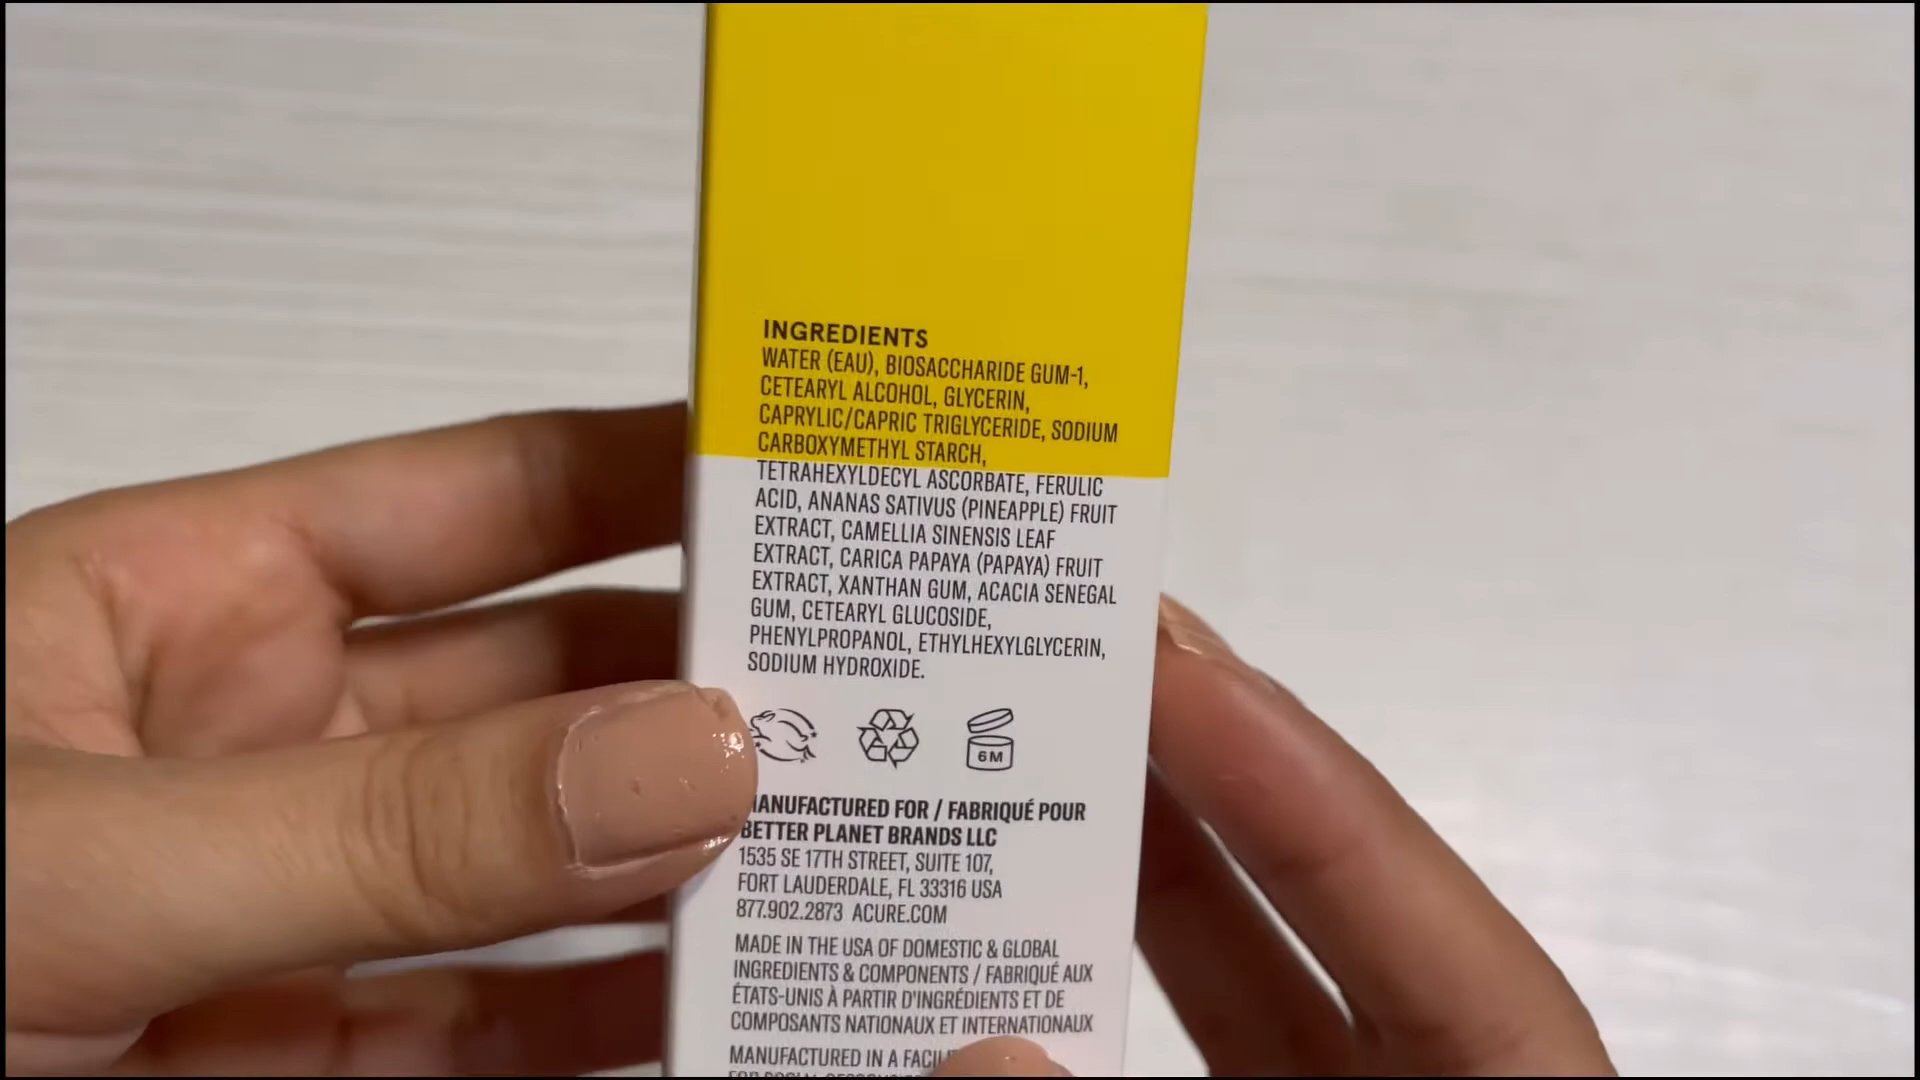 INGREDIENTS
WATER (EAU), BIOSACCHARIDE GUM-1,
CETEARYL ALCOHOL, GLYCERIN,
CAPRYLIC/CAPRIC TRIGLYCERIDE, SODIUM
CARBOXYMETHYL STARCH,
TETRAHEXYLDECYL ASCORBATE, FERULIC
ACID, ANANAS SATIVUS (PINEAPPLE) FRUIT
EXTRACT, CAMELLIA SINENSIS LEAF
EXTRACT, CARICA PAPAYA (PAPAYA) FRUIT
EXTRACT, XANTHAN GUM, ACACIA SENEGAL
GUM, CETEARYL GLUCOSIDE,
PHENYLPROPANOL, ETHYLHEXYLGLYCERIN,
SODIUM HYDROXIDE.
6M
ANUFACTURED FOR / FABRIQUÉ POUR
BETTER PLANET BRANDS LLC
1535 SE 17TH STREET, SUITE 107,
FORT LAUDERDALE, FL 33316 USA
877.902.2873 ACURE.COM
MADE IN THE USA OF DOMESTIC & GLOBAL
INGREDIENTS & COMPONENTS / FABRIQUÉ AUX
ÉTATS-UNIS À PARTIR D'INGRÉDIENTS ET DE
COMPOSANTS NATIONAUX ET INTERNATIONAUX
MANUFACTURED IN A FACIL